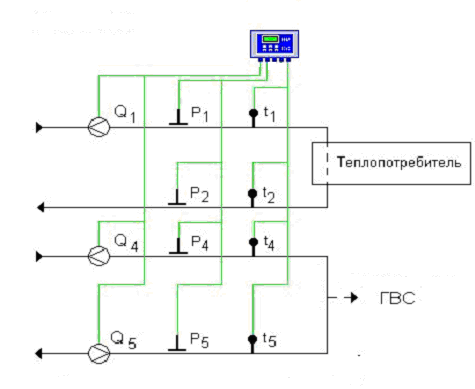 Q1 P1 t1
Теплопотребитель
P2 t2
Q4 P4 t4
ГВС
Q5 P5 t5